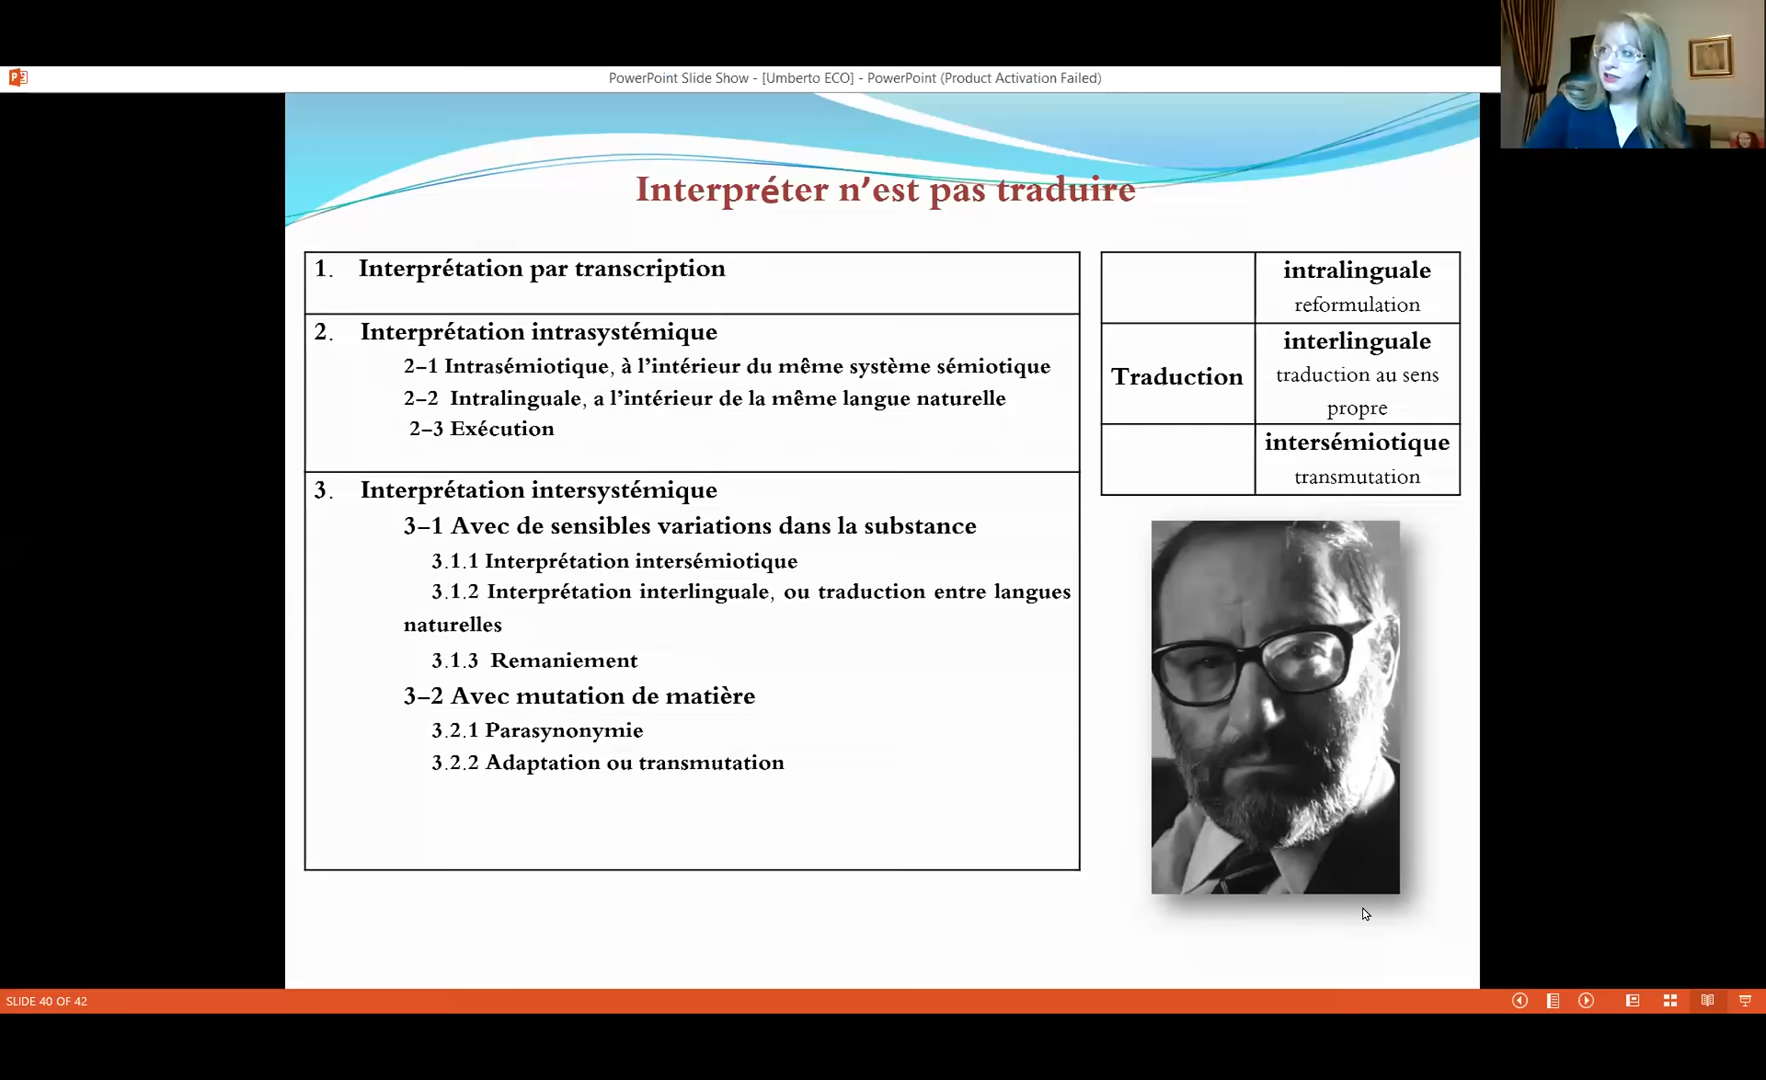 PowerPoint Slide Show - [Umberto ECO] - PowerPoint (Product Activation Failed)
Interpréter n’est pas traduire
1. Interprétation par transcription
2. Interprétation intrasystémique
2–1 Intrasémiotique, à l’intérieur du même système sémiotique
2–2 Intralinguale, a l’intérieur de la même langue naturelle
2–3 Exécution
3. Interprétation intersystémique
3–1 Avec de sensibles variations dans la substance
3.1.1 Interprétation intersémiotique
3.1.2 Interprétation interlinguale, ou traduction entre langues
naturelles
3.1.3 Remaniement
3–2 Avec mutation de matière
3.2.1 Parasynonymie
3.2.2 Adaptation ou transmutation
intralinguale
reformulation
Traduction
interlinguale
traduction au sens
propre
intersémiotique
transmutation
SLIDE 40 OF 42